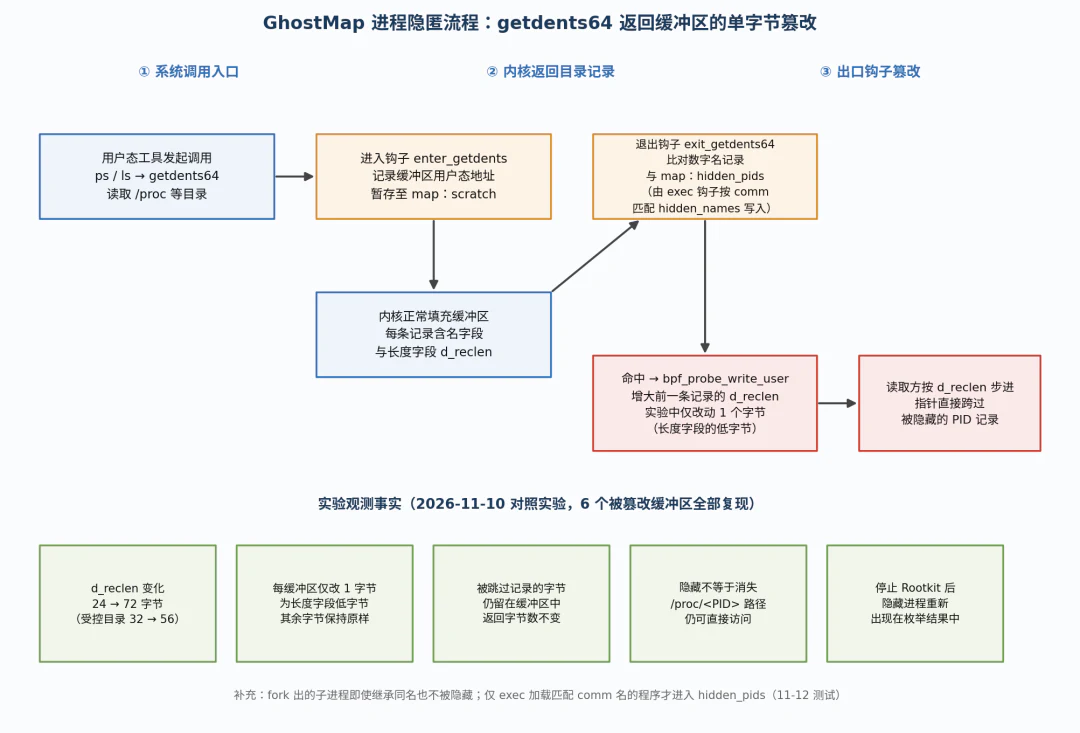 GhostMap 进程隐匿流程：getdents64 返回缓冲区的单字节篡改
① 系统调用入口
② 内核返回目录记录
③ 出口钩子篡改
用户态工具发起调用
ps / ls → getdents64
读取 /proc 等目录
进入钩子 enter_getdents
记录缓冲区用户态地址
暂存至 map：scratch
退出钩子 exit_getdents64
比对数字名记录
与 map：hidden_pids
（由 exec 钩子按 comm
匹配 hidden_names 写入）
内核正常填充缓冲区
每条记录含名字段
与长度字段 d_reclen
命中 → bpf_probe_write_user
增大前一条记录的 d_reclen
实验中仅改动 1 个字节
（长度字段的低字节）
读取方按 d_reclen 步进
指针直接跨过
被隐藏的 PID 记录
实验观测事实（2026-11-10 对照实验，6 个被篡改缓冲区全部复现）
d_reclen 变化
24 → 72 字节
（受控目录 32 → 56）
每缓冲区仅改 1 字节
为长度字段低字节
其余字节保持原样
被跳过记录的字节
仍留在缓冲区中
返回字节数不变
隐藏不等于消失
/proc/<PID> 路径
仍可直接访问
停止 Rootkit 后
隐藏进程重新
出现在枚举结果中
补充：fork 出的子进程即使继承同名也不被隐藏；仅 exec 加载匹配 comm 名的程序才进入 hidden_pids（11-12 测试）